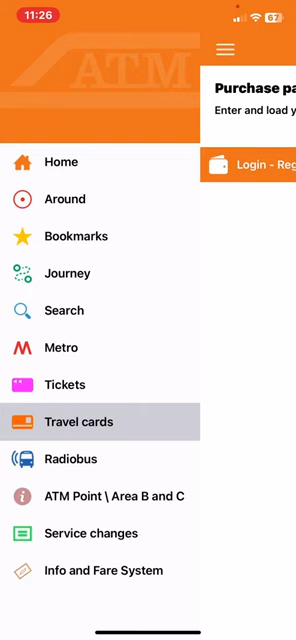 11:26
67
ATM
Purchase pa
Enter and load y
Login - Reg
Home
Around
Bookmarks
Journey
Search
Metro
Tickets
Travel cards
Radiobus
ATM Point \ Area B and C
Service changes
Info and Fare System